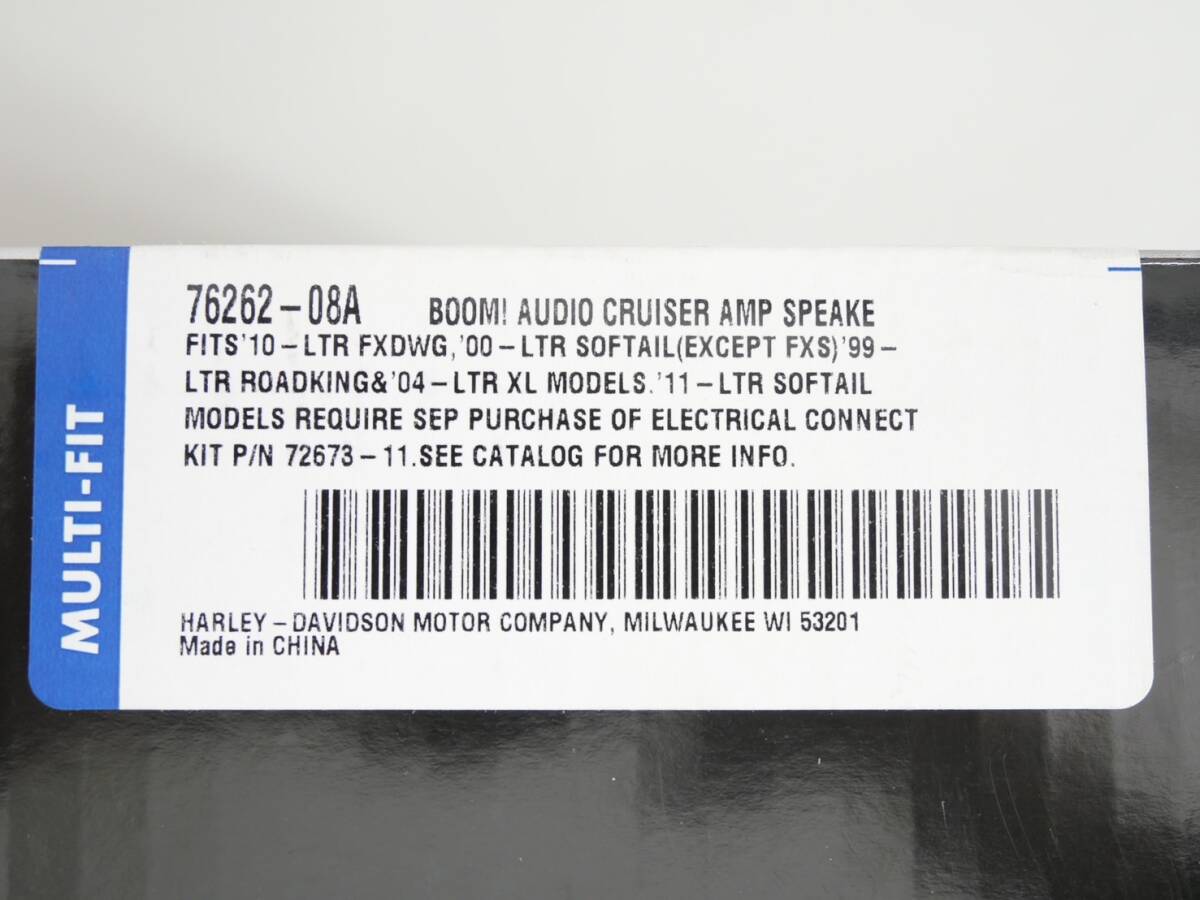 MULTI-FIT
76262-08A BOOM! AUDIO CRUISER AMP SPEAKE
FITS'10-LTR FXDWG,'00-LTR SOFTAIL(EXCEPT FXS)'99-
LTR ROADKING&'04-LTR XL MODELS.'11-LTR SOFTAIL
MODELS REQUIRE SEP PURCHASE OF ELECTRICAL CONNECT
KIT P/N 72673-11.SEE CATALOG FOR MORE INFO.
HARLEY-DAVIDSON MOTOR COMPANY, MILWAUKEE WI 53201
Made in CHINA